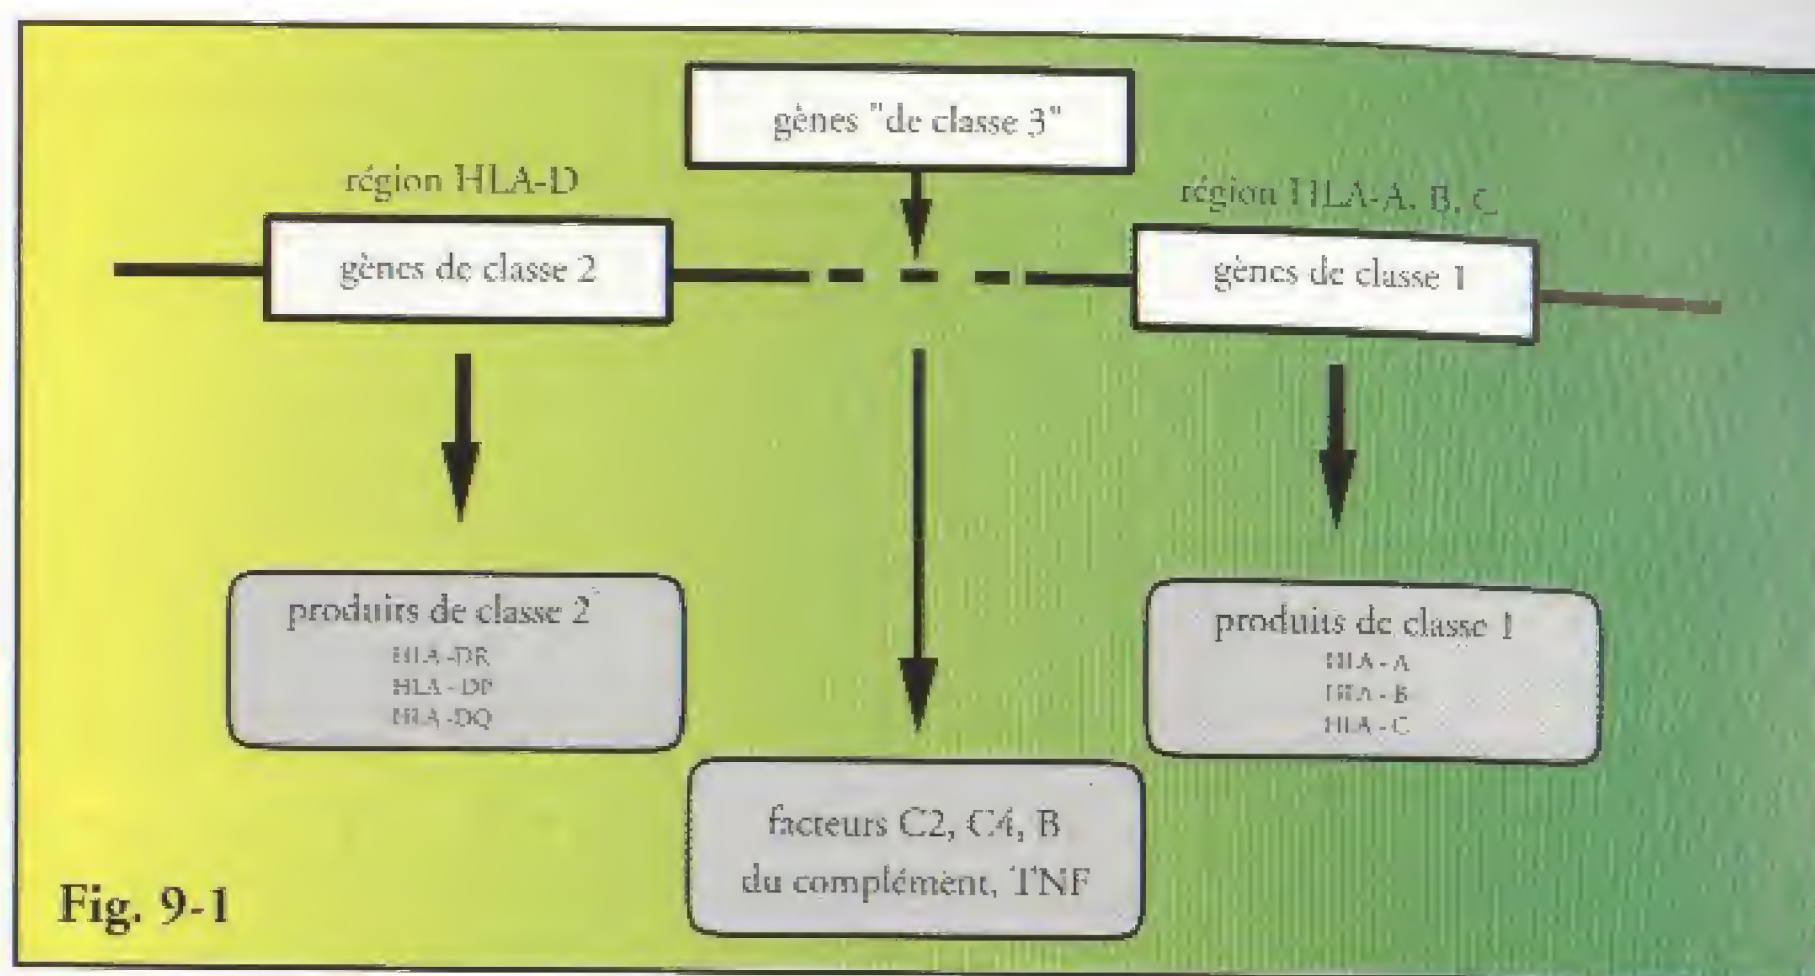 gènes "de classe 3"
région HLA-D
région HLA-A, B, C
gènes de classe 2
gènes de classe 1
produits de classe 2
HLA -DR
HLA - DP
HLA -DQ
produits de classe 1
HLA - A
HLA - B
HLA - C
facteurs C2, C4, B
du complément, TNF
Fig. 9-1